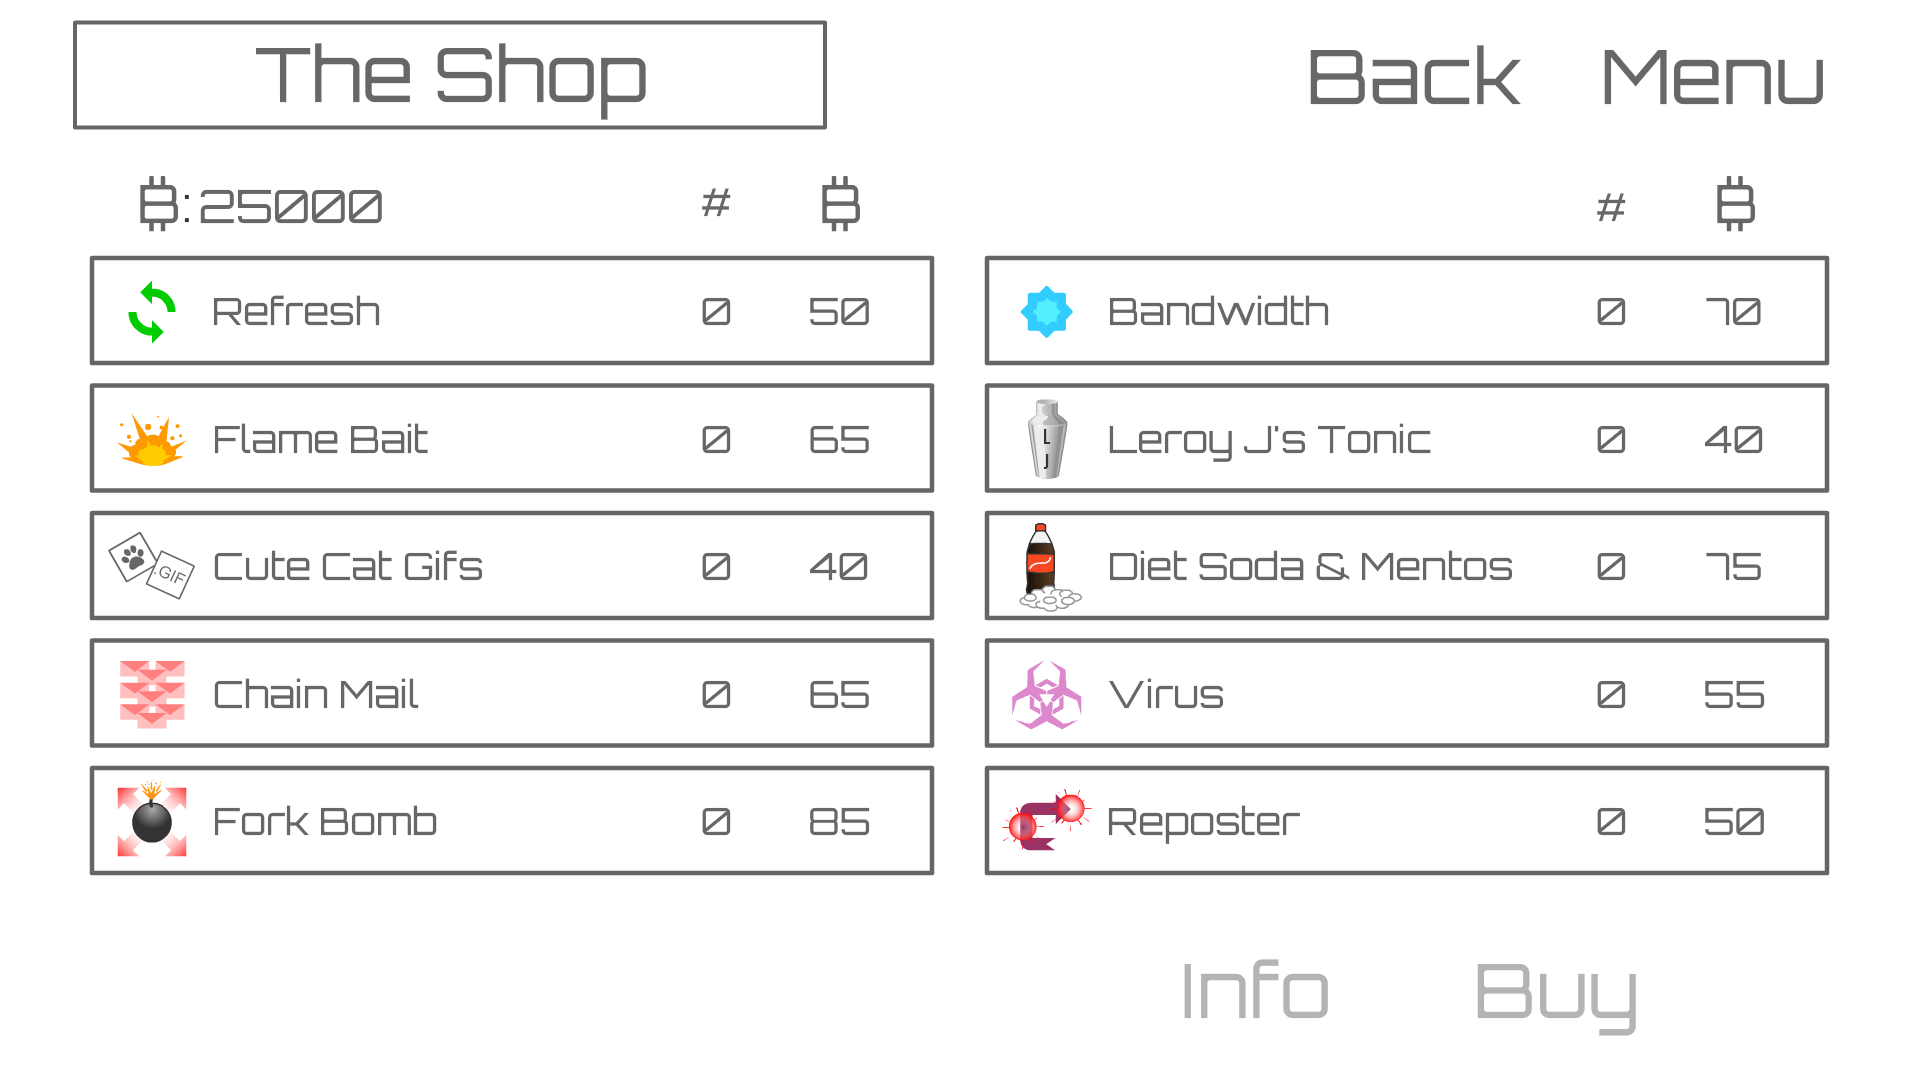 The Shop
Back Menu
₿:25000 # ₿
# ₿
Refresh 0 50
Bandwidth 0 70
Flame Bait 0 65
L
J
Leroy J's Tonic 0 40
.GIF
Cute Cat Gifs 0 40
Diet Soda & Mentos 0 75
Chain Mail 0 65
Virus 0 55
Fork Bomb 0 85
Reposter 0 50
Info Buy